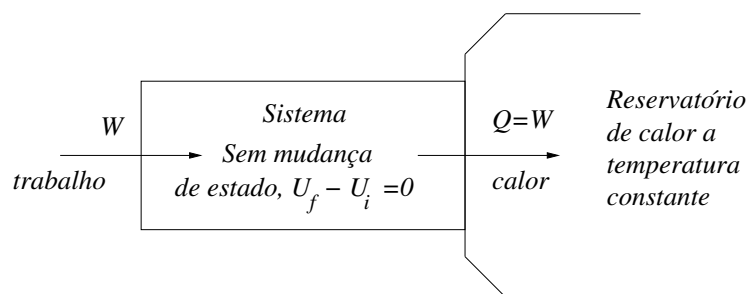 W
trabalho
Sistema
Sem mudança
de estado, U_f − U_i =0
Q=W
calor
Reservatório
de calor a
temperatura
constante